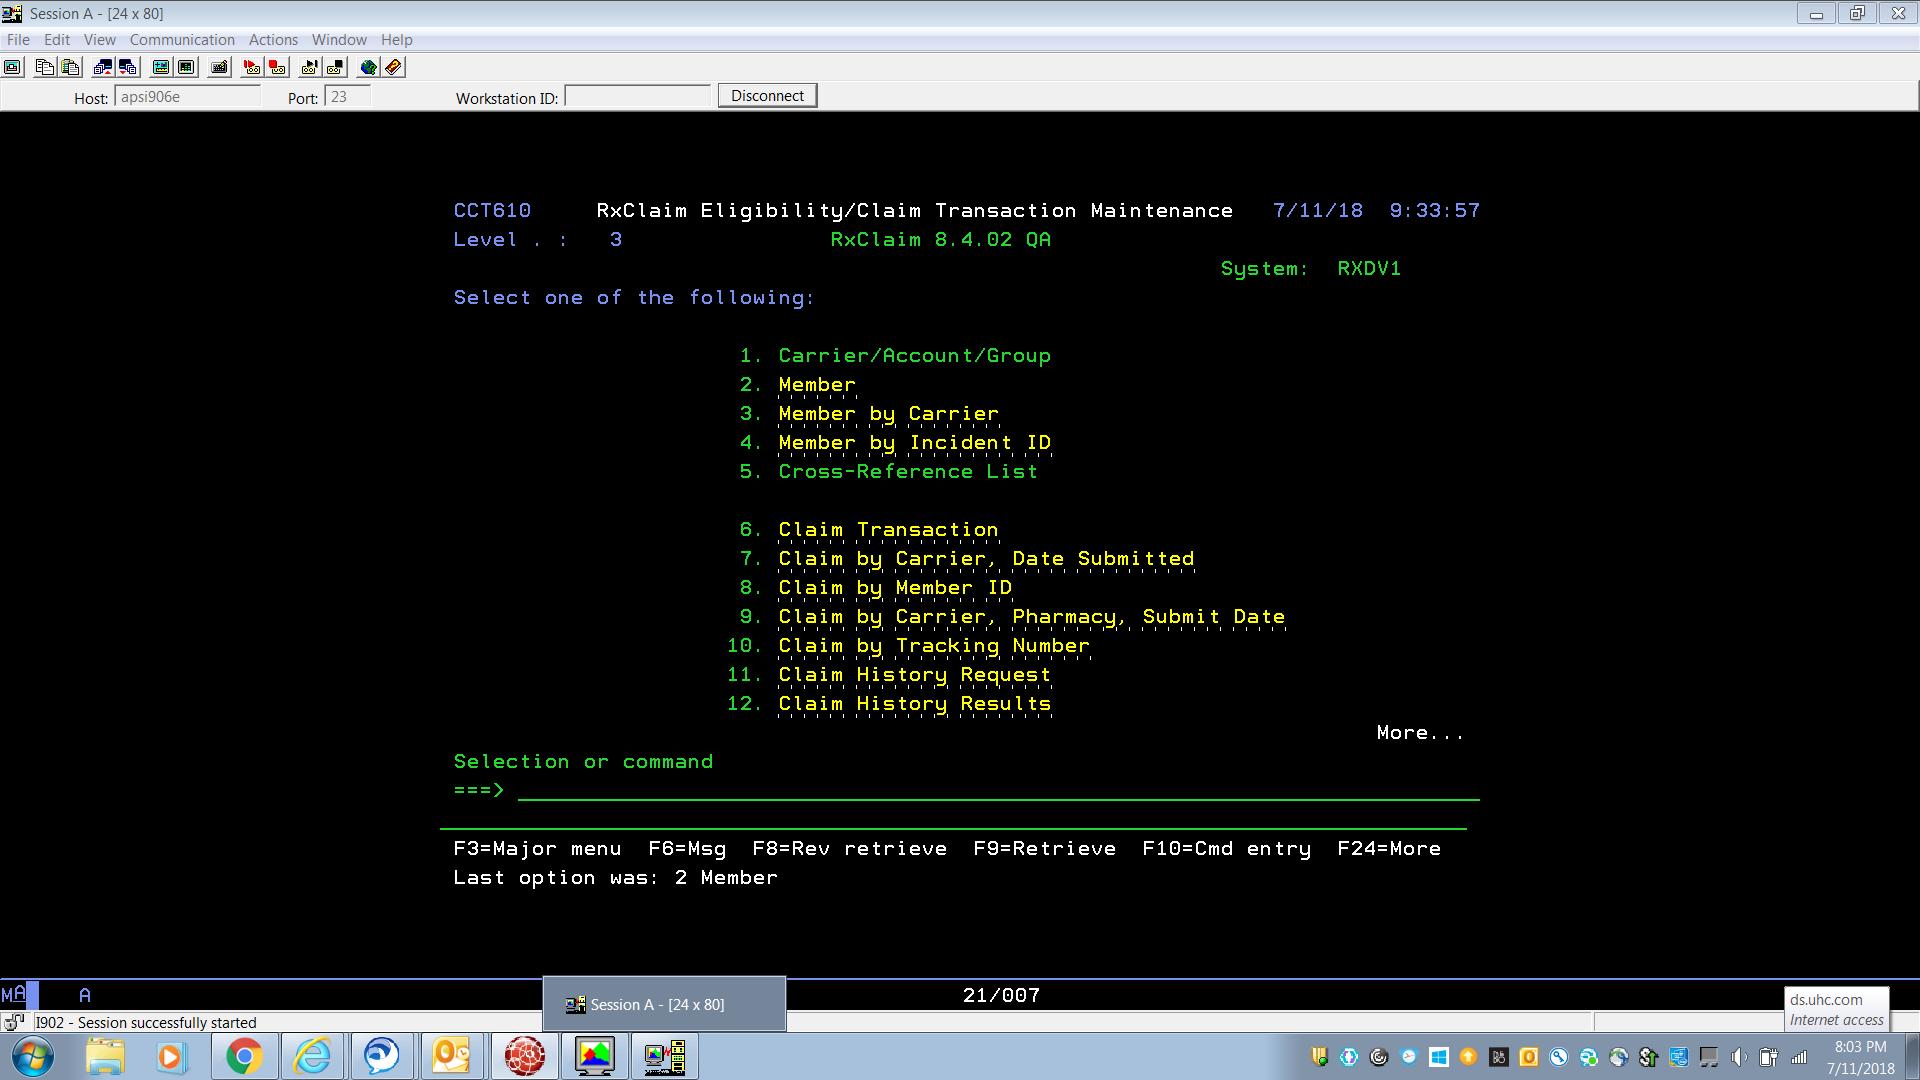 Session A - [24 x 80]
File Edit View Communication Actions Window Help
Host: apsi906e Port: 23 Workstation ID: Disconnect
CCT610 RxClaim Eligibility/Claim Transaction Maintenance 7/11/18 9:33:57
Level . : 3 RxClaim 8.4.02 QA
System: RXDV1
Select one of the following:
1. Carrier/Account/Group
2. Member
3. Member by Carrier
4. Member by Incident ID
5. Cross-Reference List
6. Claim Transaction
7. Claim by Carrier, Date Submitted
8. Claim by Member ID
9. Claim by Carrier, Pharmacy, Submit Date
10. Claim by Tracking Number
11. Claim History Request
12. Claim History Results
More...
Selection or command
===>
F3=Major menu F6=Msg F8=Rev retrieve F9=Retrieve F10=Cmd entry F24=More
Last option was: 2 Member
MA A 21/007
Session A - [24 x 80]
ds.uhc.com
Internet access
I902 - Session successfully started
8:03 PM
7/11/2018